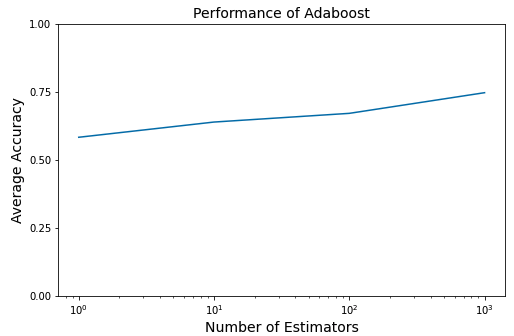 Performance of Adaboost
Average Accuracy
1.00
0.75
0.50
0.25
0.00
10⁰ 10¹ 10² 10³
Number of Estimators